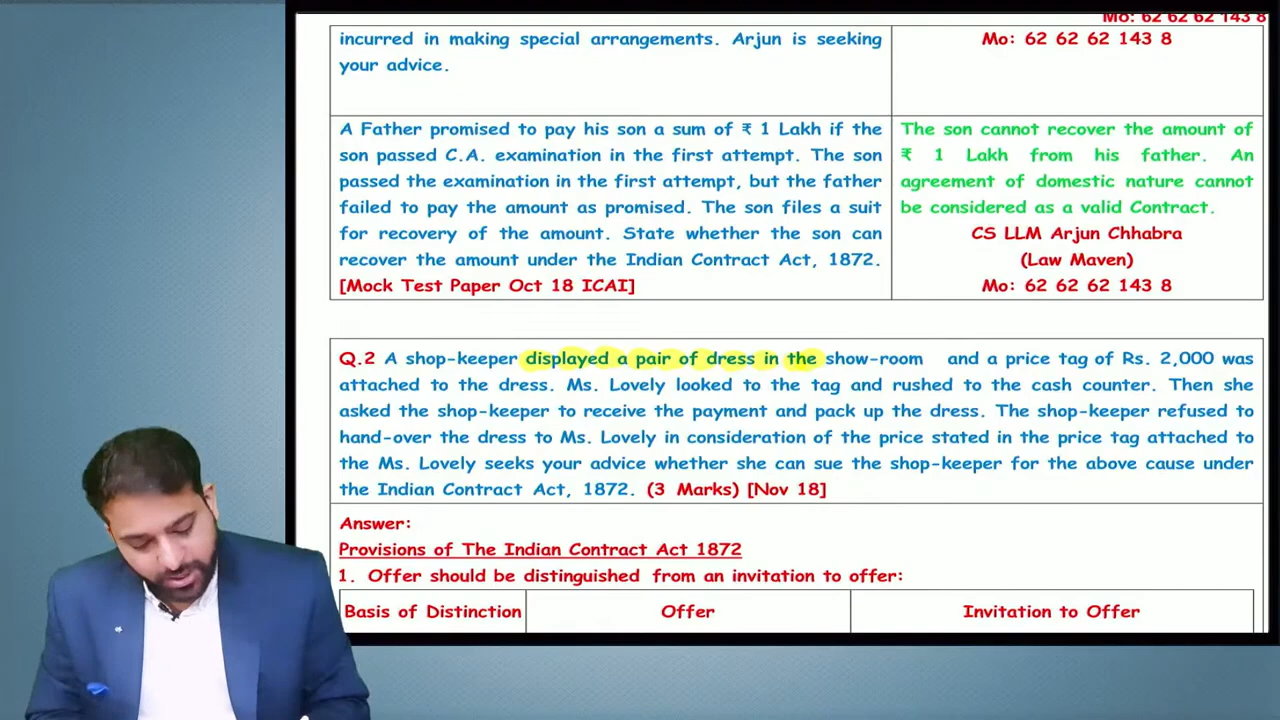 Mo: 62 62 62 143 8
incurred in making special arrangements. Arjun is seeking
your advice.
Mo: 62 62 62 143 8
A Father promised to pay his son a sum of ₹ 1 Lakh if the
son passed C.A. examination in the first attempt. The son
passed the examination in the first attempt, but the father
failed to pay the amount as promised. The son files a suit
for recovery of the amount. State whether the son can
recover the amount under the Indian Contract Act, 1872.
[Mock Test Paper Oct 18 ICAI]
The son cannot recover the amount of
₹ 1 Lakh from his father. An
agreement of domestic nature cannot
be considered as a valid Contract.
CS LLM Arjun Chhabra
(Law Maven)
Mo: 62 62 62 143 8
Q.2 A shop-keeper displayed a pair of dress in the show-room and a price tag of Rs. 2,000 was
attached to the dress. Ms. Lovely looked to the tag and rushed to the cash counter. Then she
asked the shop-keeper to receive the payment and pack up the dress. The shop-keeper refused to
hand-over the dress to Ms. Lovely in consideration of the price stated in the price tag attached to
the Ms. Lovely seeks your advice whether she can sue the shop-keeper for the above cause under
the Indian Contract Act, 1872. (3 Marks) [Nov 18]
Answer:
Provisions of The Indian Contract Act 1872
1. Offer should be distinguished from an invitation to offer:
Basis of Distinction Offer Invitation to Offer